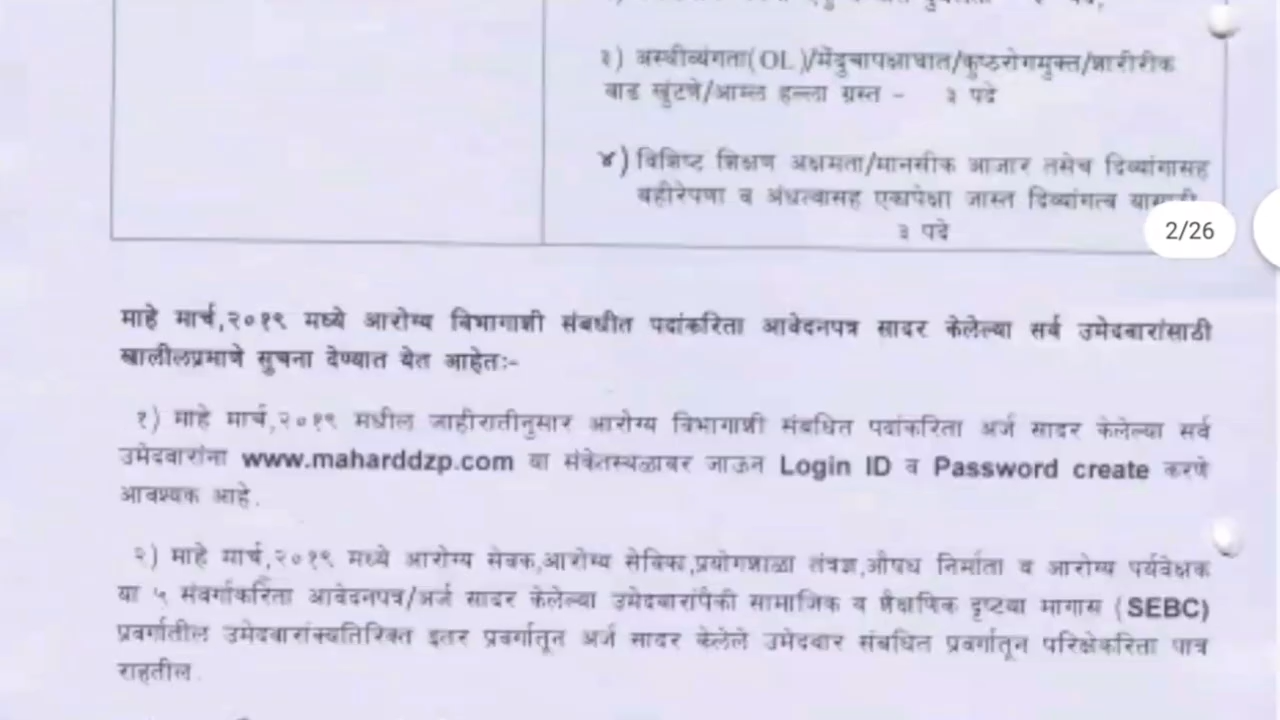 ३) अस्थीव्यंगता(OL)/मेंदुचापक्षाघात/कुष्ठरोगमुक्त/शारीरीक
वाढ खुंटणे/आम्ल हल्ला ग्रस्त - ३ पदे
४) विशिष्ट शिक्षण अक्षमता/मानसीक आजार तसेच दिव्यांगासह
बहीरेपणा व अंधत्वासह एकापेक्षा जास्त दिव्यांगत्व
३ पदे
2/26
माहे मार्च,२०१९ मध्ये आरोग्य विभागाशी संबधीत पदांकरिता आवेदनपत्र सादर केलेल्या सर्व उमेदवारांसाठी
खालीलप्रमाणे सुचना देण्यात येत आहेतः-
१) माहे मार्च,२०१९ मधील जाहीरातीनुसार आरोग्य विभागाशी संबधित पदांकरिता अर्ज सादर केलेल्या सर्व
उमेदवारांना www.maharddzp.com या संकेतस्थळावर जाऊन Login ID व Password create करणे
आवश्यक आहे.
२) माहे मार्च,२०१९ मध्ये आरोग्य सेवक,आरोग्य सेविका,प्रयोगशाळा तंत्रज्ञ,औषध निर्माता व आरोग्य पर्यवेक्षक
या ५ संवर्गाकरिता आवेदनपत्र/अर्ज सादर केलेल्या उमेदवारांपैकी सामाजिक व शैक्षणिक दृष्टया मागास (SEBC)
प्रवर्गातील उमेदवारांव्यतिरिक्त इतर प्रवर्गातून अर्ज सादर केलेले उमेदवार संबधित प्रवर्गातून परिक्षेकरिता पात्र
राहतील.